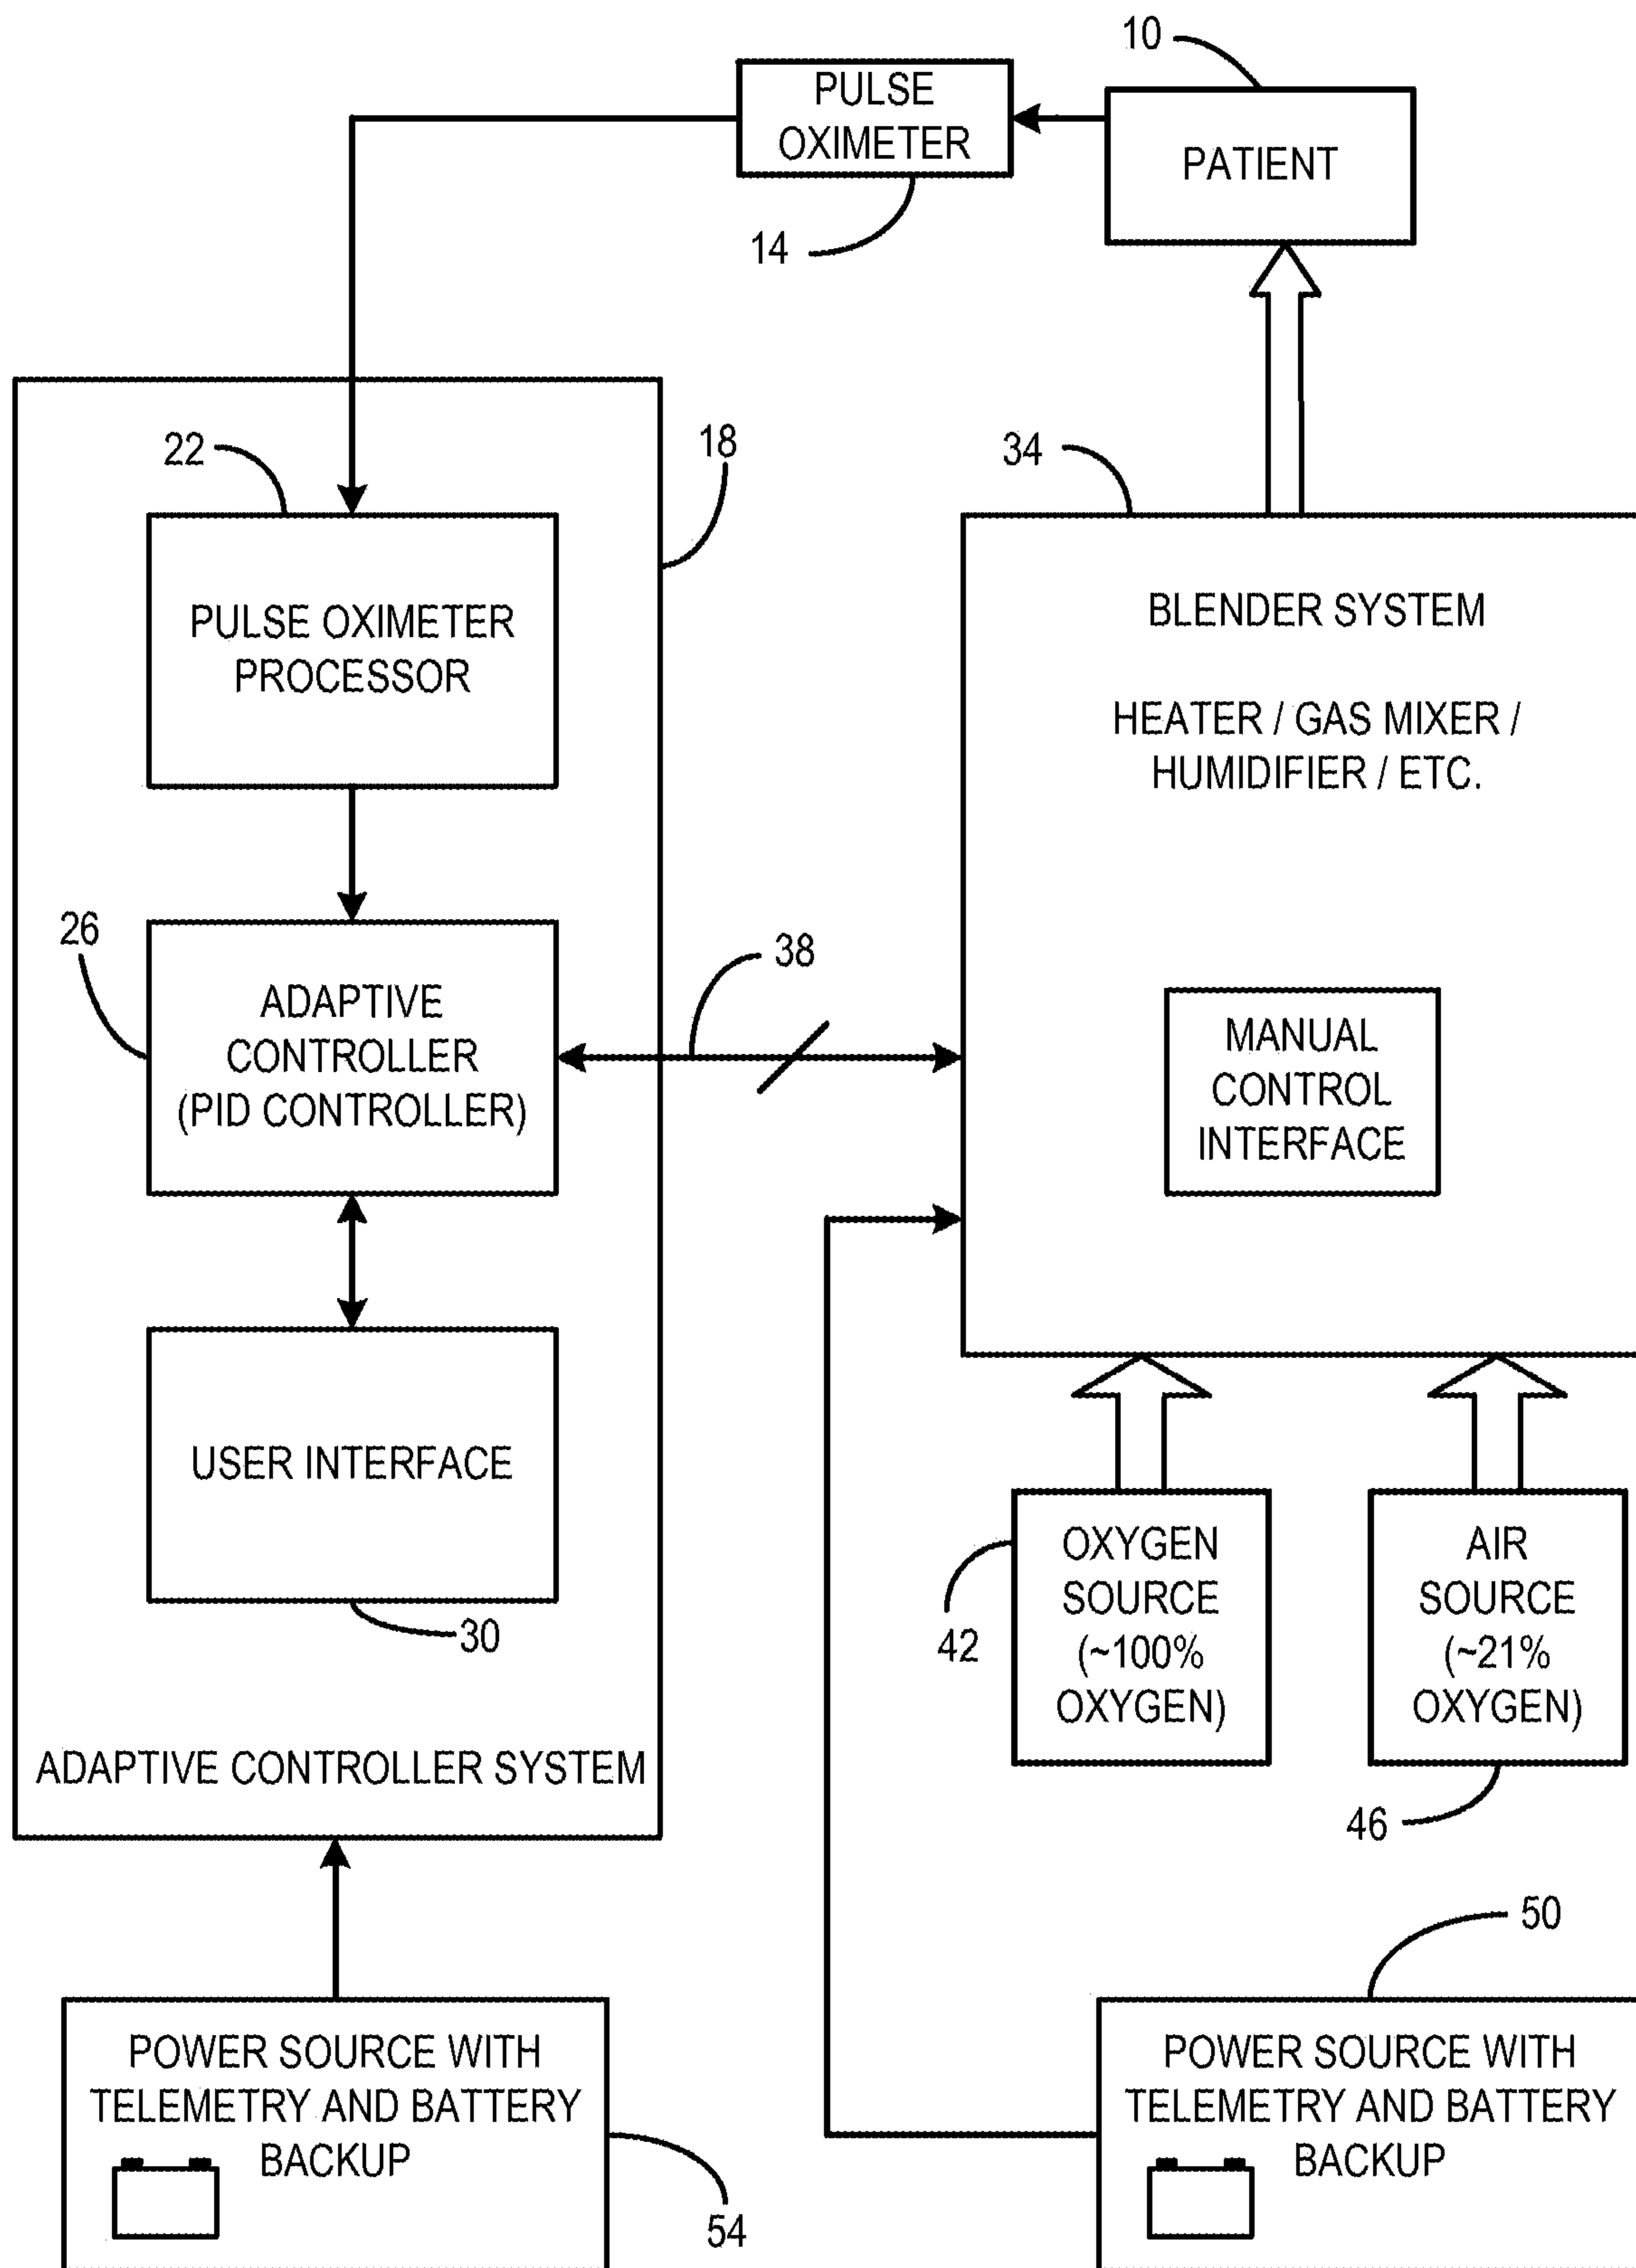 10
PULSE
OXIMETER
PATIENT
14
22
18
34
PULSE OXIMETER
PROCESSOR
BLENDER SYSTEM
HEATER / GAS MIXER /
HUMIDIFIER / ETC.
26
38
ADAPTIVE
CONTROLLER
(PID CONTROLLER)
MANUAL
CONTROL
INTERFACE
USER INTERFACE
30
42
OXYGEN
SOURCE
(~100%
OXYGEN)
AIR
SOURCE
(~21%
OXYGEN)
46
ADAPTIVE CONTROLLER SYSTEM
50
POWER SOURCE WITH
TELEMETRY AND BATTERY
BACKUP
54
POWER SOURCE WITH
TELEMETRY AND BATTERY
BACKUP